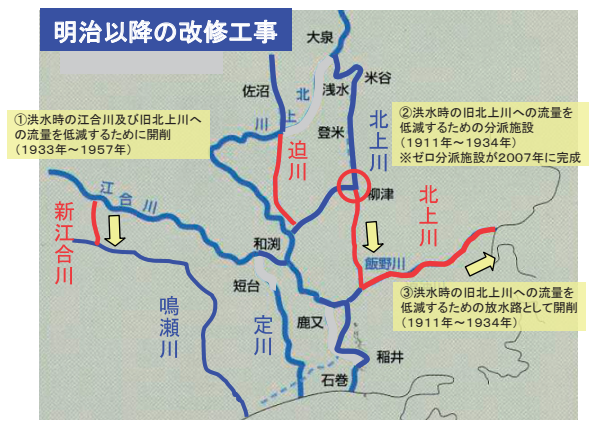 明治以降の改修工事
大泉
米谷
佐沼
北
浅水
上
川
登米
北上川
迫川
柳津
①洪水時の江合川及び旧北上川へ
の流量を低減するために開削
（1933年～1957年）
②洪水時の旧北上川への流量を
低減するための分派施設
（1911年～1934年）
※ゼロ分派施設が2007年に完成
江合川
新江合川
和渕
北上川
飯野川
短台
鳴瀬川
定川
鹿又
稲井
石巻
③洪水時の旧北上川への流量を
低減するための放水路として開削
（1911年～1934年）